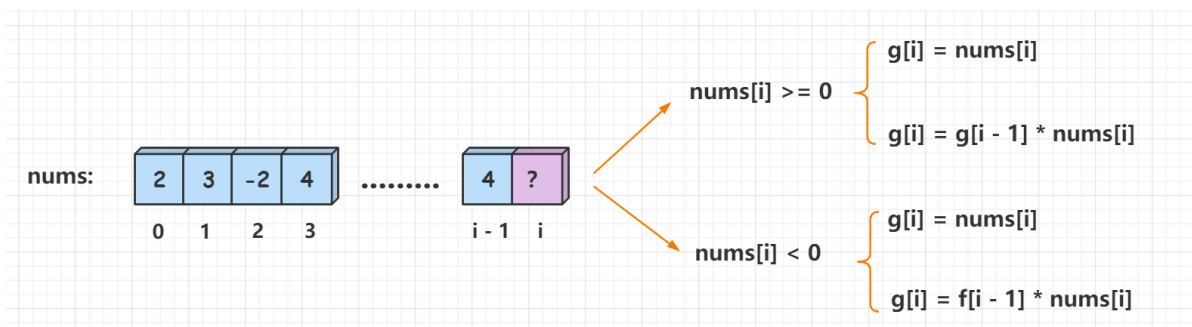 g[i] = nums[i]
nums[i] >= 0
g[i] = g[i - 1] * nums[i]
nums: 2 3 -2 4 ......... 4 ?
0 1 2 3 i - 1 i
g[i] = nums[i]
nums[i] < 0
g[i] = f[i - 1] * nums[i]